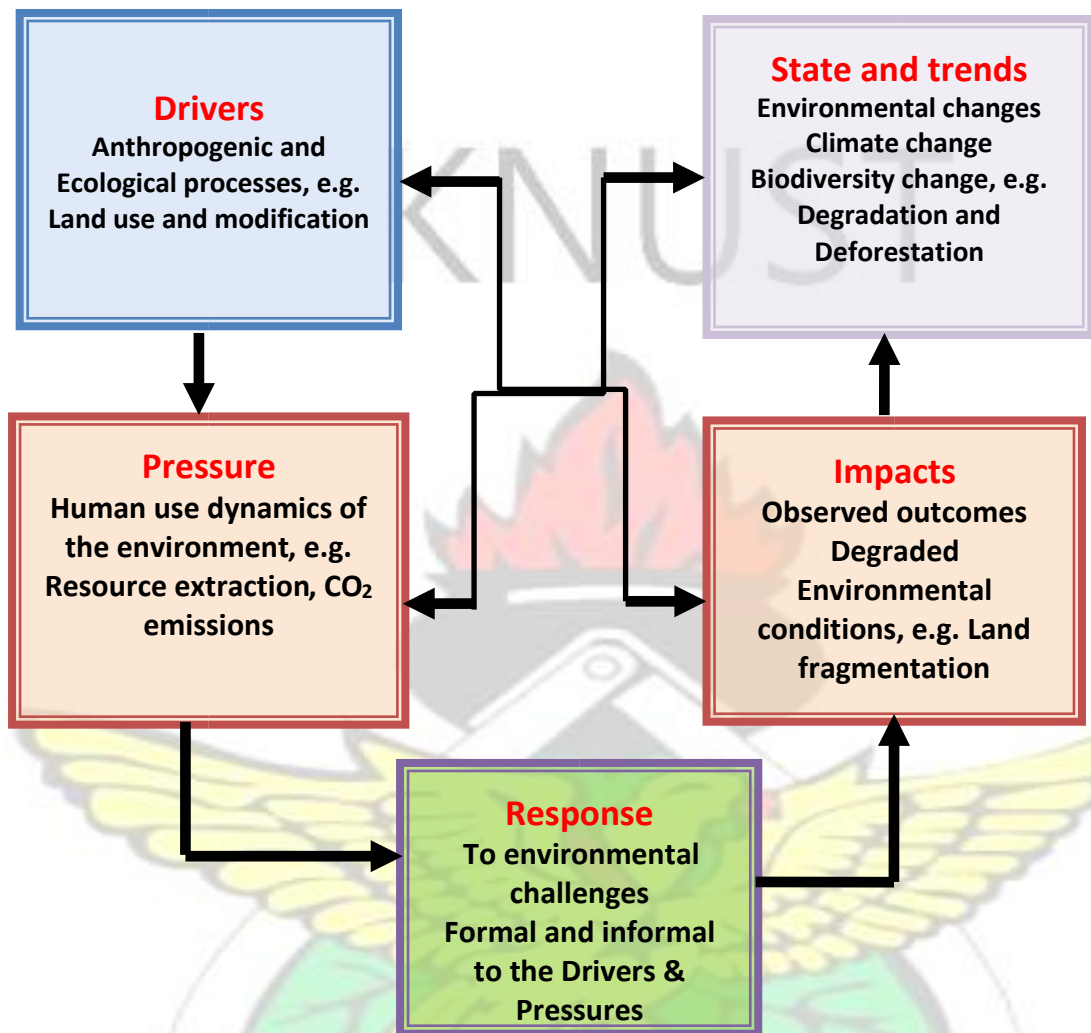 Drivers
Anthropogenic and
Ecological processes, e.g.
Land use and modification
State and trends
Environmental changes
Climate change
Biodiversity change, e.g.
Degradation and
Deforestation
KNUST
Pressure
Human use dynamics of
the environment, e.g.
Resource extraction, CO₂
emissions
Impacts
Observed outcomes
Degraded
Environmental
conditions, e.g. Land
fragmentation
Response
To environmental
challenges
Formal and informal
to the Drivers &
Pressures